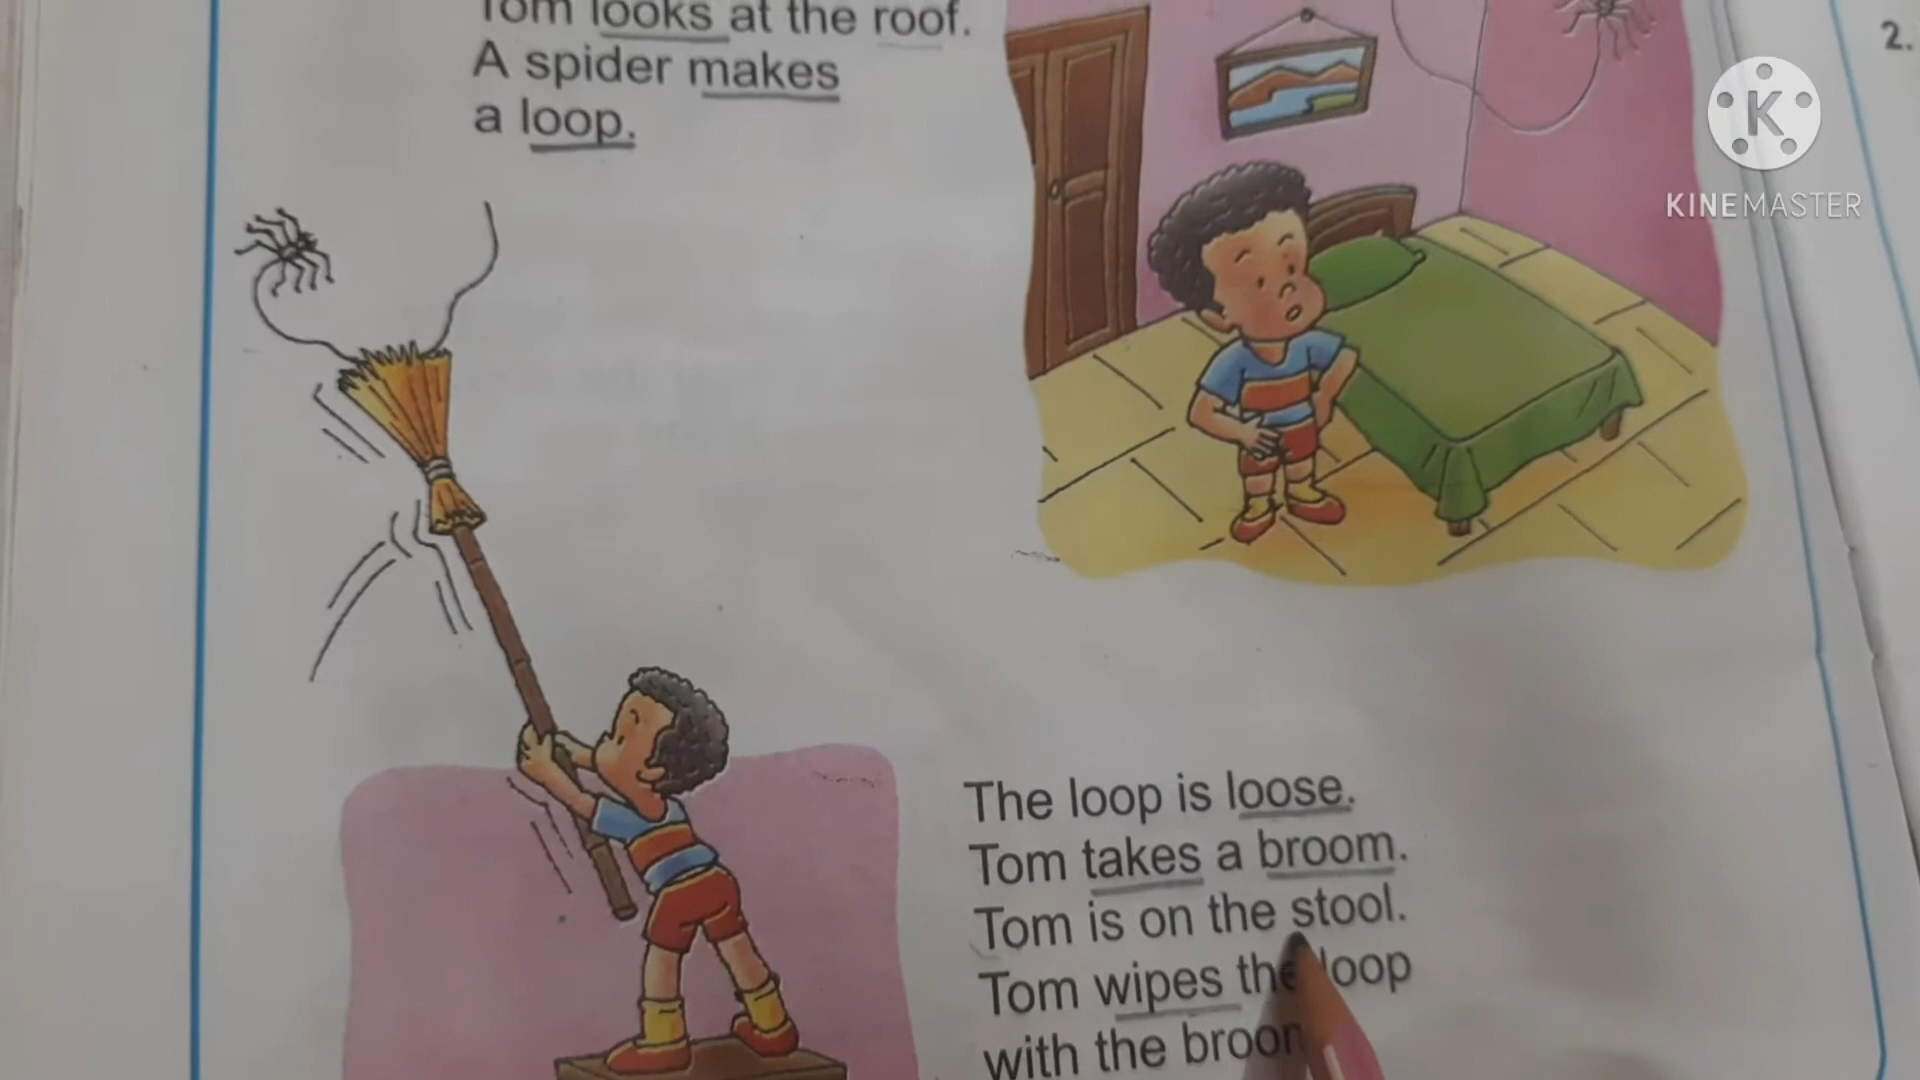 Tom looks at the roof.
A spider makes
a loop.
2.
K
KINEMASTER
The loop is loose.
Tom takes a broom.
Tom is on the stool.
Tom wipes the loop
with the